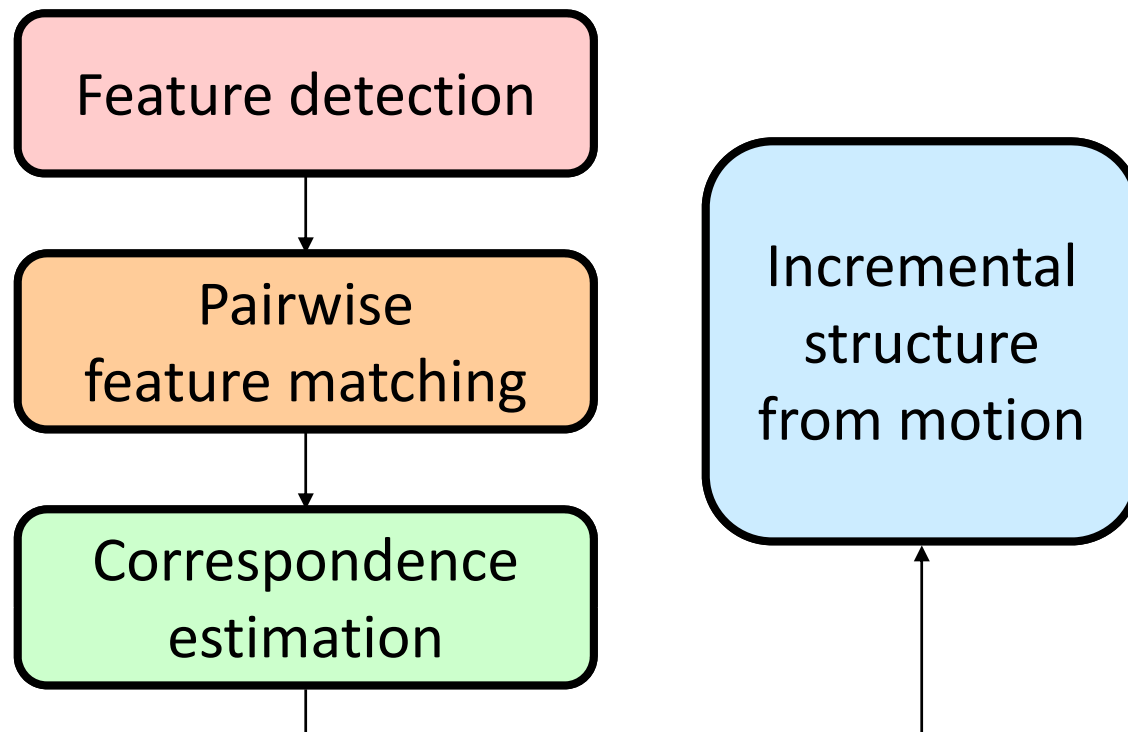 Feature detection
Pairwise
feature matching
Correspondence
estimation
Incremental
structure
from motion